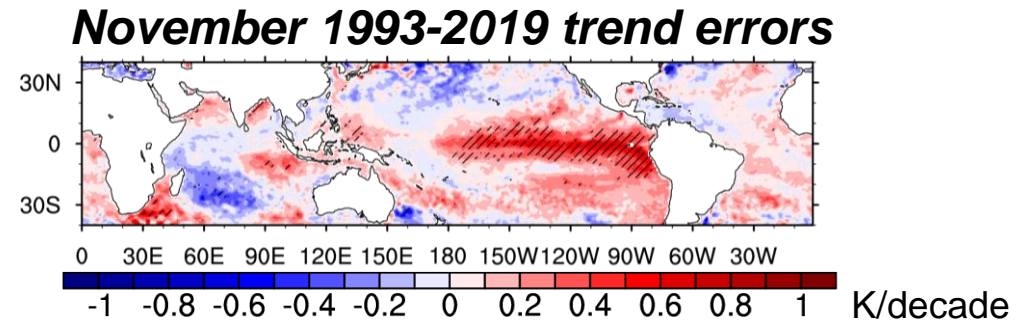 November 1993-2019 trend errors
30N
0
30S
0 30E 60E 90E 120E 150E 180 150W 120W 90W 60W 30W
-1 -0.8 -0.6 -0.4 -0.2 0 0.2 0.4 0.6 0.8 1 K/decade